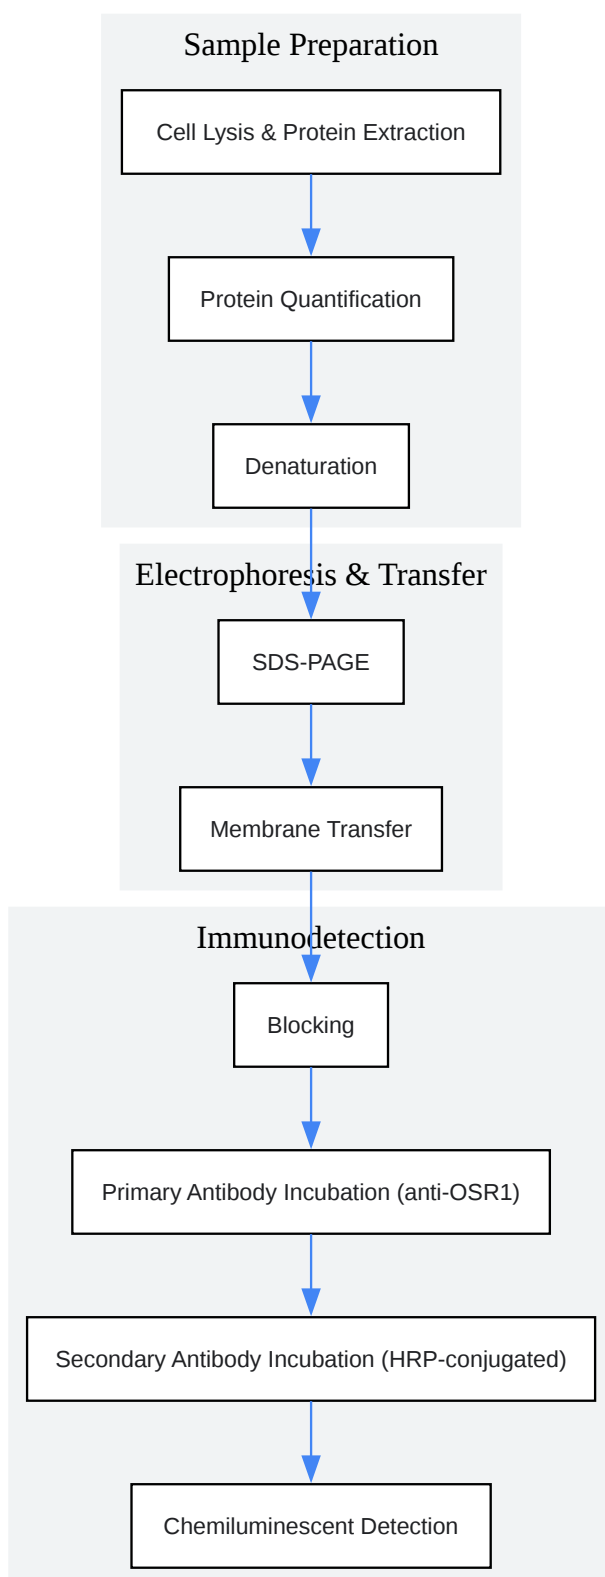 Sample Preparation
Cell Lysis & Protein Extraction
Protein Quantification
Denaturation
Electrophoresis & Transfer
SDS-PAGE
Membrane Transfer
Immunodetection
Blocking
Primary Antibody Incubation (anti-OSR1)
Secondary Antibody Incubation (HRP-conjugated)
Chemiluminescent Detection